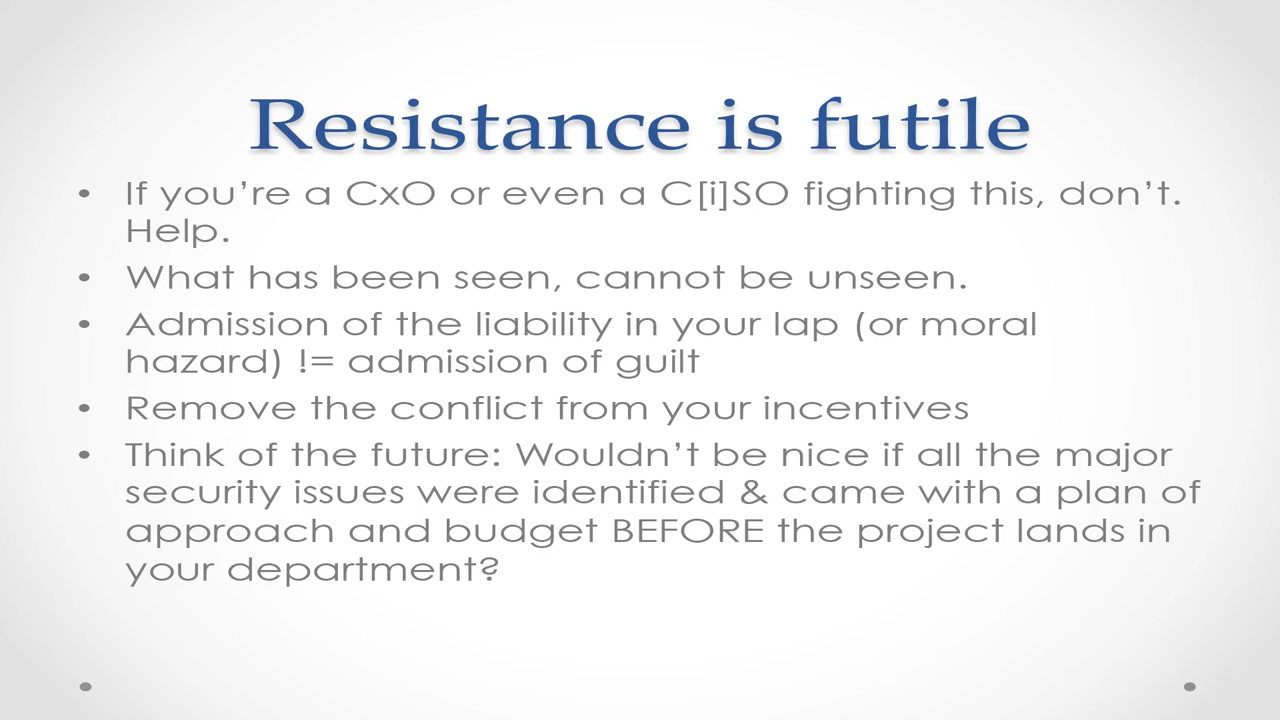 Resistance is futile
• If you’re a CxO or even a C[i]SO fighting this, don’t.
Help.
• What has been seen, cannot be unseen.
• Admission of the liability in your lap (or moral
hazard) != admission of guilt
• Remove the conflict from your incentives
• Think of the future: Wouldn’t be nice if all the major
security issues were identified & came with a plan of
approach and budget BEFORE the project lands in
your department?